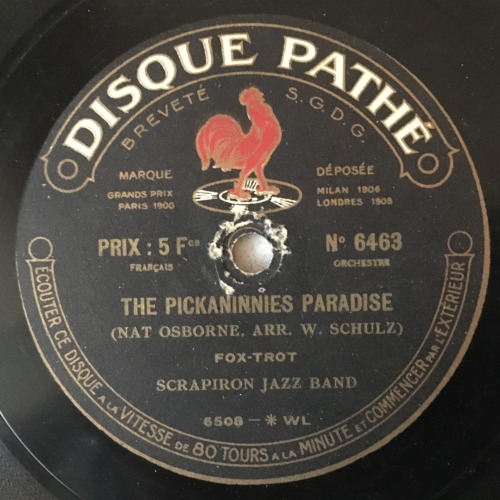 DISQUE PATHÉ
BREVETÉ S.G.D.G
MARQUE DÉPOSÉE
GRANDS PRIX MILAN 1906
PARIS 1900 LONDRES 1908
PRIX : 5 Fcs No 6463
FRANÇAIS ORCHESTRE
THE PICKANINNIES PARADISE
(NAT OSBORNE, ARR. W. SCHULZ)
FOX-TROT
SCRAPIRON JAZZ BAND
6508 – ✳ WL
ÉCOUTER CE DISQUE A LA VITESSE DE 80 TOURS A LA MINUTE ET COMMENCER PAR L'EXTÉRIEUR